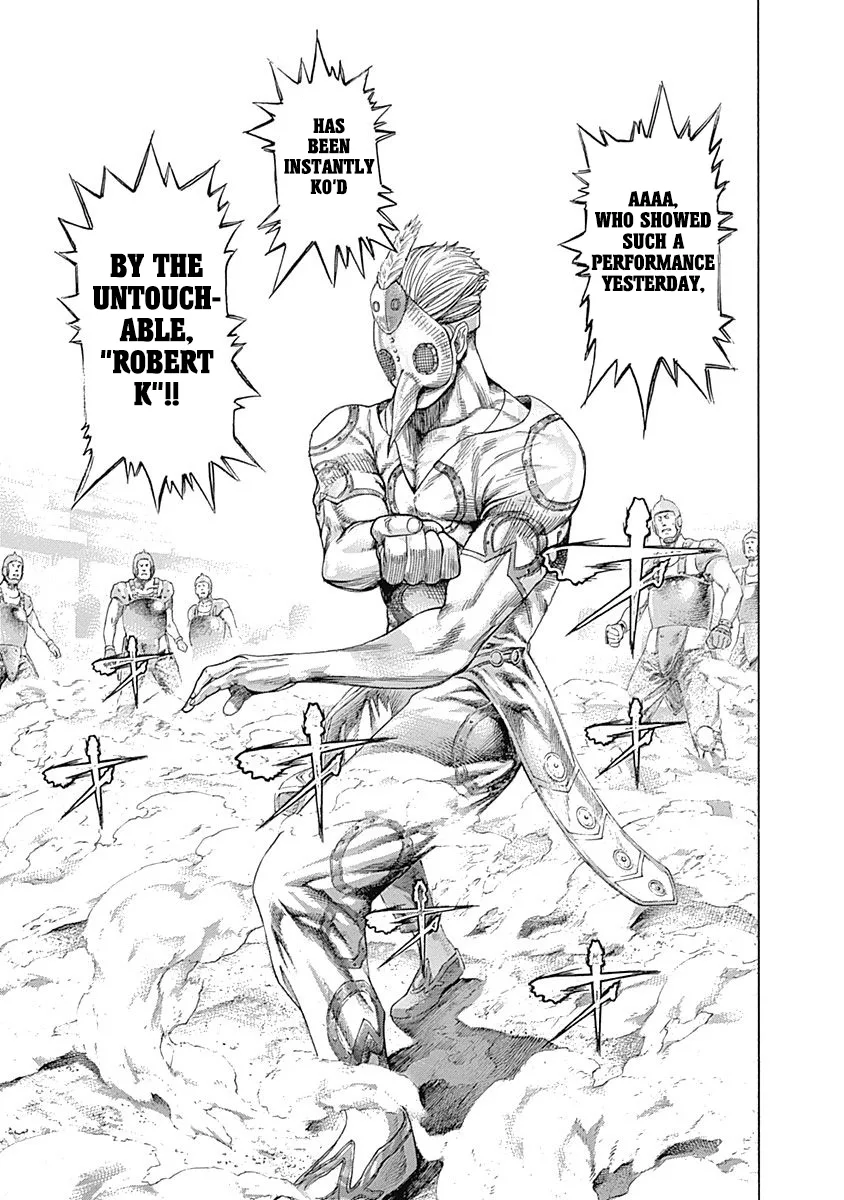 AAAA,
WHO SHOWED
SUCH A
PERFORMANCE
YESTERDAY,
HAS
BEEN
INSTANTLY
KO'D
BY THE
UNTOUCH-
ABLE,
"ROBERT
K"!!